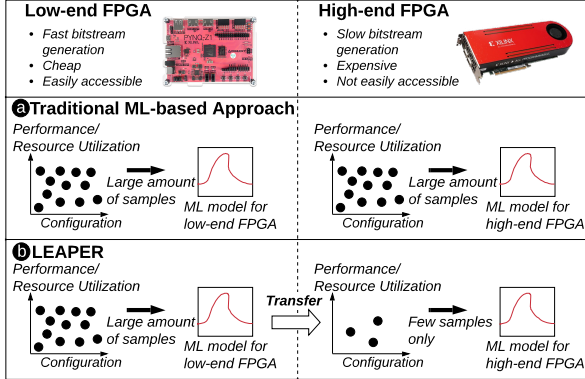 Low-end FPGA
• Fast bitstream
generation
• Cheap
• Easily accessible
PYNQ-Z1
XILINX
High-end FPGA
• Slow bitstream
generation
• Expensive
• Not easily accessible
XILINX
a Traditional ML-based Approach
Performance/
Resource Utilization
Large amount
of samples
Configuration
ML model for
low-end FPGA
Performance/
Resource Utilization
Large amount
of samples
Configuration
ML model for
high-end FPGA
b LEAPER
Performance/
Resource Utilization
Large amount
of samples
Configuration
ML model for
low-end FPGA
Transfer
Performance/
Resource Utilization
Few samples
only
Configuration
ML model for
high-end FPGA